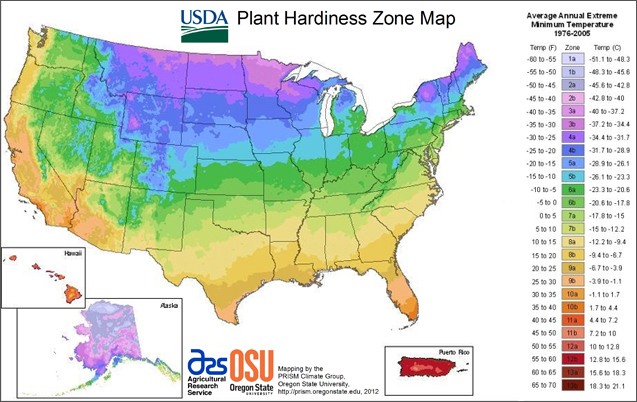 USDA Plant Hardiness Zone Map
Average Annual Extreme
Minimum Temperature
1976-2005
Temp (F) Zone Temp (C)
-60 to -55 1a -51.1 to -48.3
-55 to -50 1b -48.3 to -45.6
-50 to -45 2a -45.6 to -42.8
-45 to -40 2b -42.8 to -40
-40 to -35 3a -40 to -37.2
-35 to -30 3b -37.2 to -34.4
-30 to -25 4a -34.4 to -31.7
-25 to -20 4b -31.7 to -28.9
-20 to -15 5a -28.9 to -26.1
-15 to -10 5b -26.1 to -23.3
-10 to -5 6a -23.3 to -20.6
-5 to 0 6b -20.6 to -17.8
0 to 5 7a -17.8 to -15
5 to 10 7b -15 to -12.2
10 to 15 8a -12.2 to -9.4
15 to 20 8b -9.4 to -6.7
20 to 25 9a -6.7 to -3.9
25 to 30 9b -3.9 to -1.1
30 to 35 10a -1.1 to 1.7
35 to 40 10b 1.7 to 4.4
40 to 45 11a 4.4 to 7.2
45 to 50 11b 7.2 to 10
50 to 55 12a 10 to 12.8
55 to 60 12b 12.8 to 15.6
60 to 65 13a 15.6 to 18.3
65 to 70 13b 18.3 to 21.1
Hawaii
Alaska
Puerto Rico
ars
Agricultural
Research
Service
OSU
Oregon State
UNIVERSITY
Mapping by the
PRISM Climate Group,
Oregon State University,
http://prism.oregonstate.edu, 2012